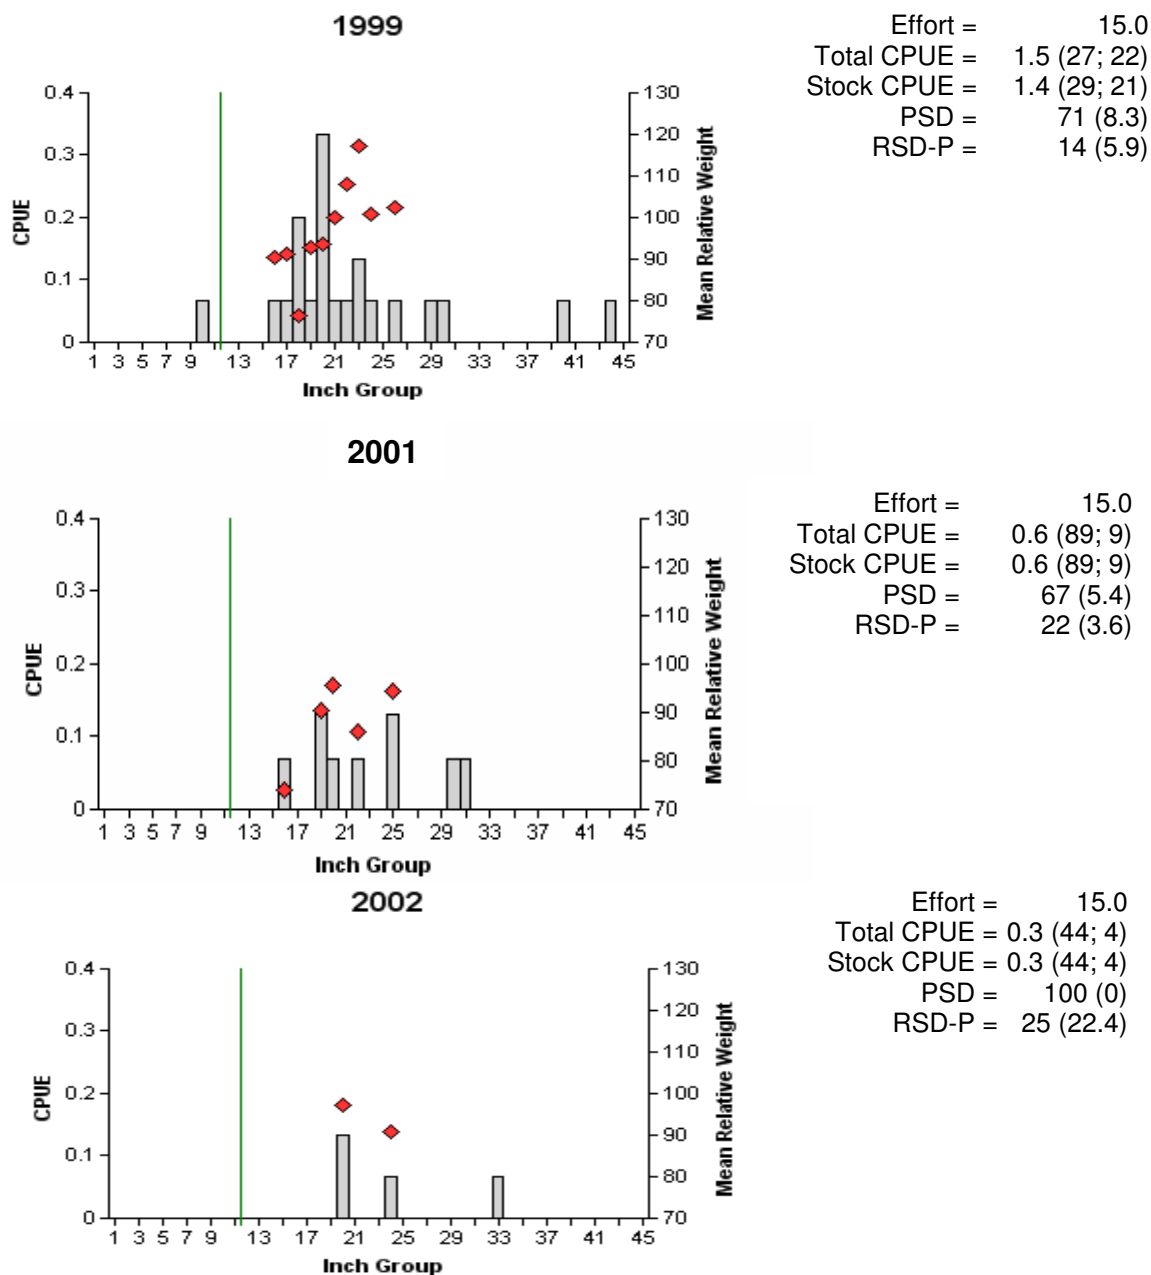 1999
Effort = 15.0
Total CPUE = 1.5 (27; 22)
Stock CPUE = 1.4 (29; 21)
PSD = 71 (8.3)
RSD-P = 14 (5.9)
0.4
0.3
0.2
0.1
0
CPUE
130
120
110
100
90
80
70
Mean Relative Weight
1 3 5 7 9 13 17 21 25 29 33 37 41 45
Inch Group
2001
Effort = 15.0
Total CPUE = 0.6 (89; 9)
Stock CPUE = 0.6 (89; 9)
PSD = 67 (5.4)
RSD-P = 22 (3.6)
0.4
0.3
0.2
0.1
0
CPUE
130
120
110
100
90
80
70
Mean Relative Weight
1 3 5 7 9 13 17 21 25 29 33 37 41 45
Inch Group
2002
Effort = 15.0
Total CPUE = 0.3 (44; 4)
Stock CPUE = 0.3 (44; 4)
PSD = 100 (0)
RSD-P = 25 (22.4)
0.4
0.3
0.2
0.1
0
CPUE
130
120
110
100
90
80
70
Mean Relative Weight
1 3 5 7 9 13 17 21 25 29 33 37 41 45
Inch Group